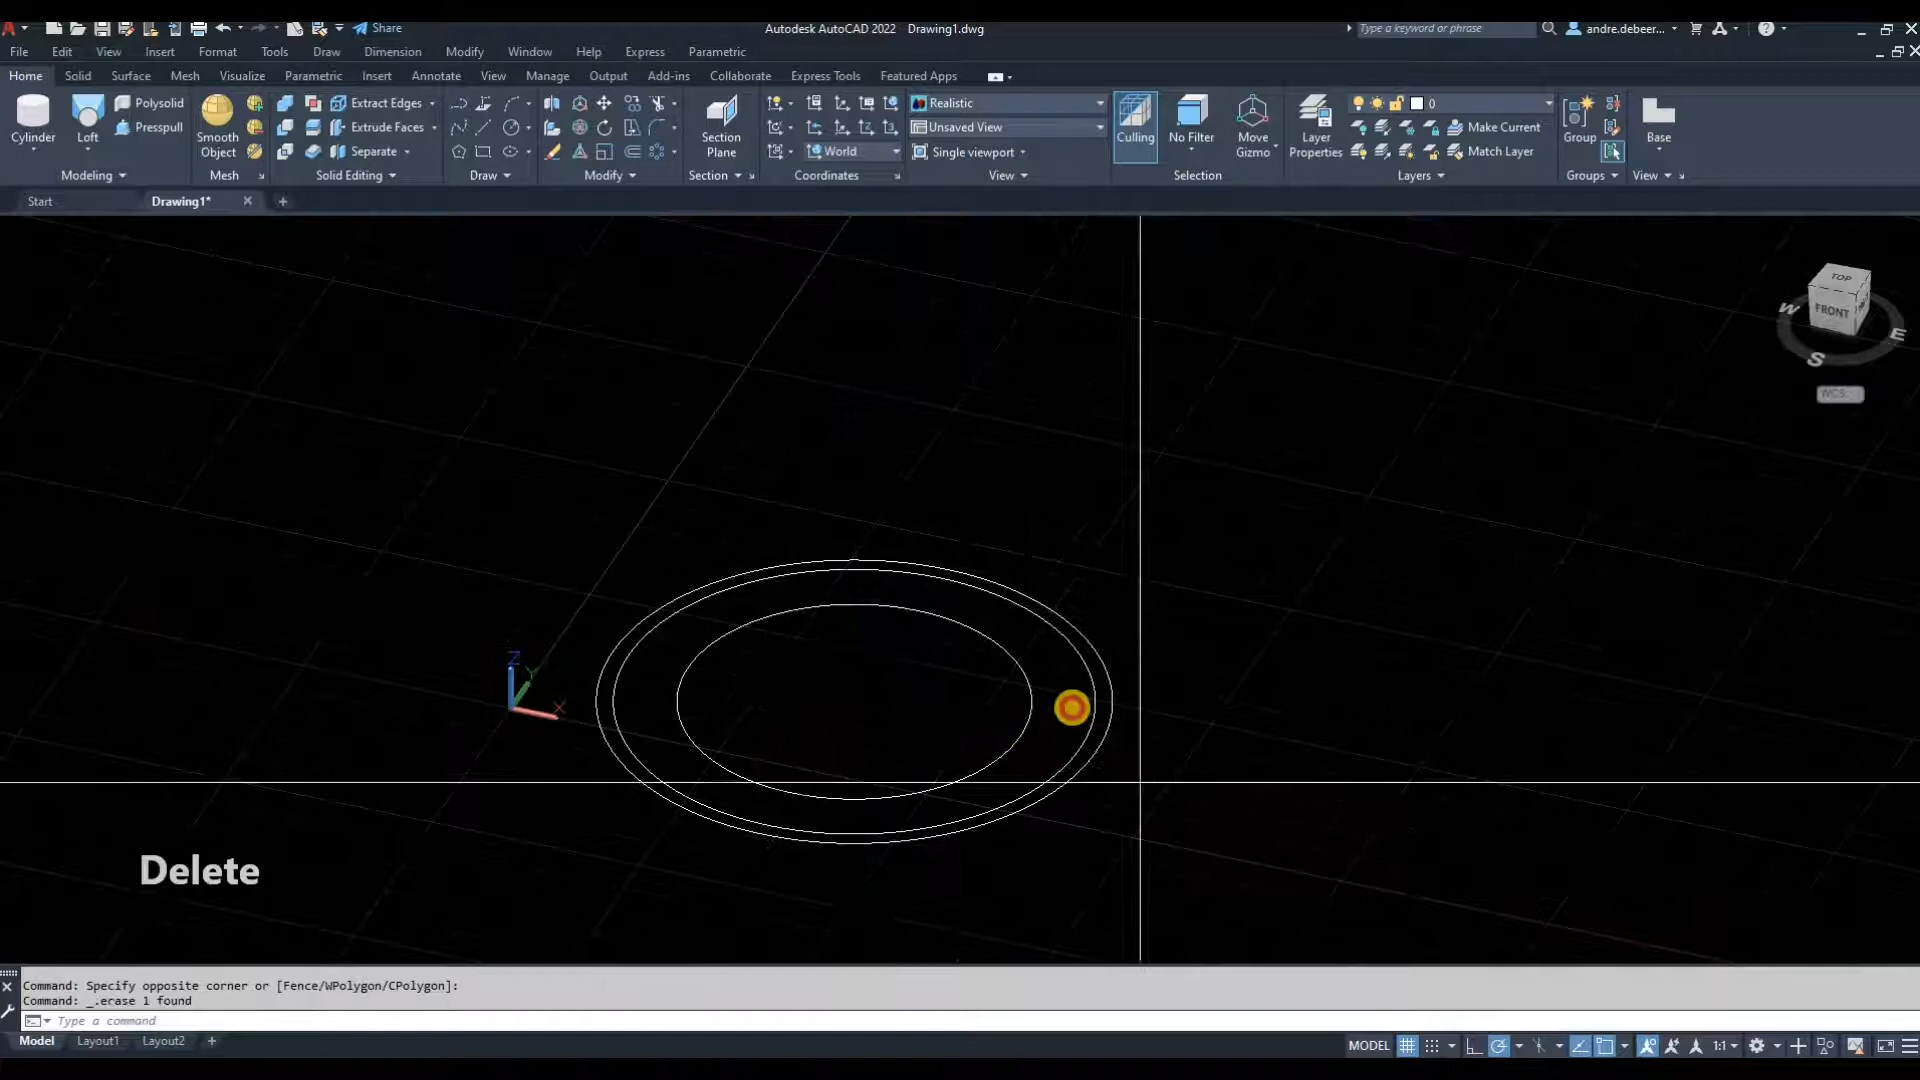 Share
Autodesk AutoCAD 2022 Drawing1.dwg
Type a keyword or phrase
andre.debeer...
File Edit View Insert Format Tools Draw Dimension Modify Window Help Express Parametric
Home Solid Surface Mesh Visualize Parametric Insert Annotate View Manage Output Add-ins Collaborate Express Tools Featured Apps
Cylinder
Loft
Polysolid
Presspull
Smooth
Object
Extract Edges
Extrude Faces
Separate
Section
Plane
World
Realistic
Unsaved View
Single viewport
Culling
No Filter
Move
Gizmo
Layer
Properties
0
Make Current
Match Layer
Group
Base
Modeling Mesh Solid Editing Draw Modify Section Coordinates View Selection Layers Groups View
Start Drawing1*
TOP
FRONT
W
E
S
WCS
Z
Y
X
Delete
Command: Specify opposite corner or [Fence/WPolygon/CPolygon]:
Command: _.erase 1 found
Type a command
Model Layout1 Layout2
MODEL
1:1